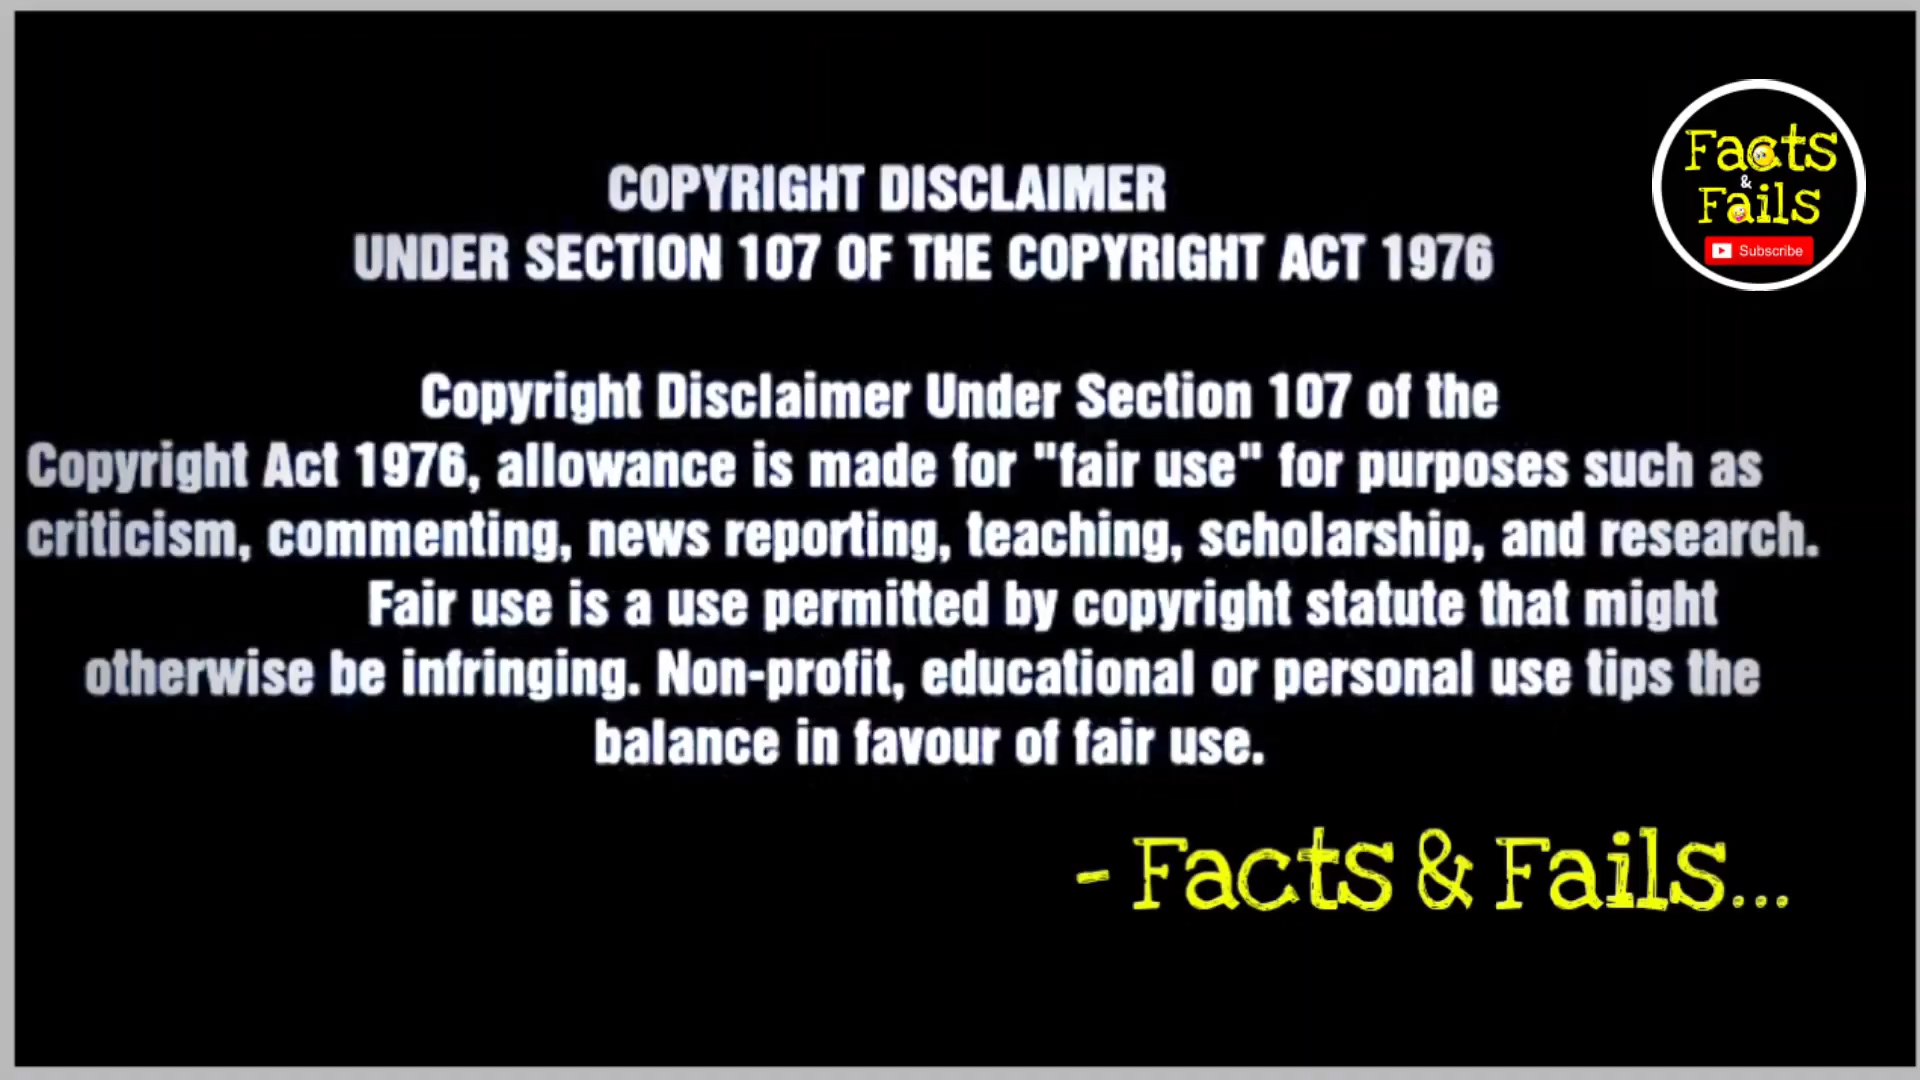 Facts
&
Fails
Subscribe
COPYRIGHT DISCLAIMER
UNDER SECTION 107 OF THE COPYRIGHT ACT 1976
Copyright Disclaimer Under Section 107 of the
Copyright Act 1976, allowance is made for "fair use" for purposes such as
criticism, commenting, news reporting, teaching, scholarship, and research.
Fair use is a use permitted by copyright statute that might
otherwise be infringing. Non-profit, educational or personal use tips the
balance in favour of fair use.
- Facts & Fails...